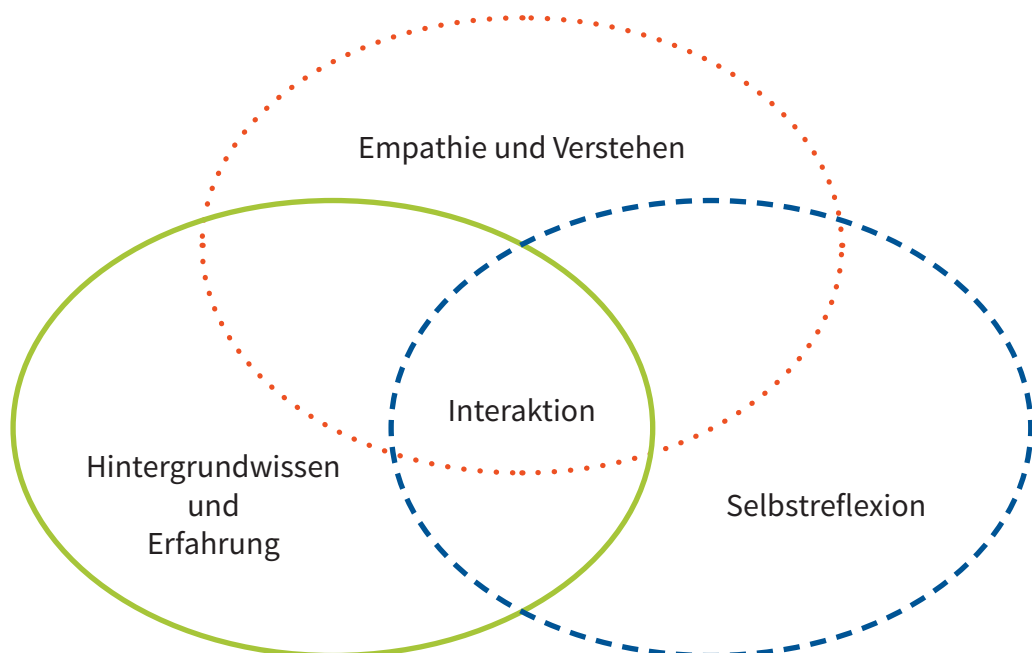 Empathie und Verstehen
Interaktion
Hintergrundwissen
und
Erfahrung
Selbstreflexion